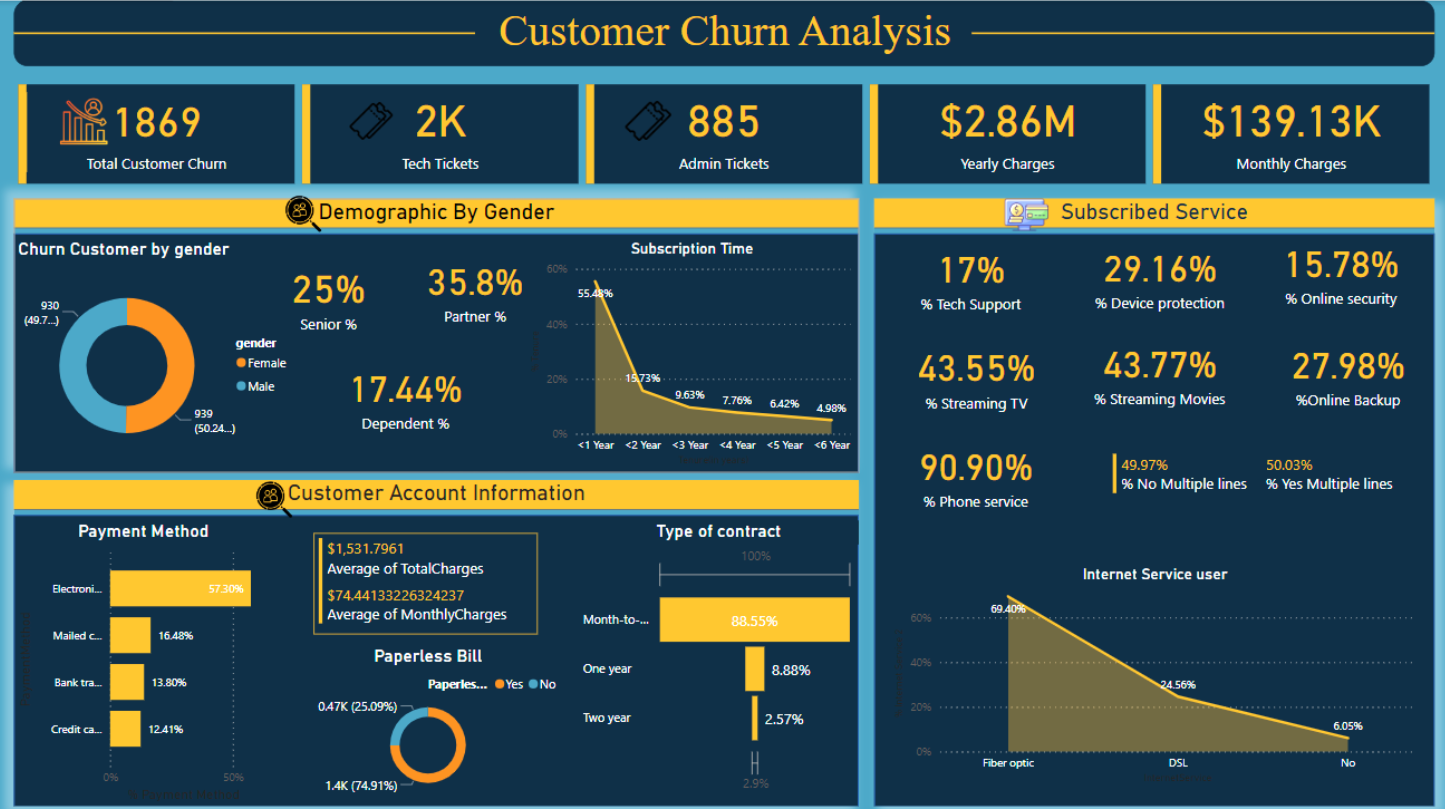 Customer Churn Analysis
1869
Total Customer Churn
2K
Tech Tickets
885
Admin Tickets
$2.86M
Yearly Charges
$139.13K
Monthly Charges
Demographic By Gender
Churn Customer by gender
930
(49.7...)
939
(50.24...)
gender
Female
Male
25%
Senior %
35.8%
Partner %
17.44%
Dependent %
Subscription Time
60%
40%
20%
0%
55.48%
15.73%
9.63%
7.76%
6.42%
4.98%
<1 Year <2 Year <3 Year <4 Year <5 Year <6 Year
Customer Account Information
Payment Method
Electroni... 57.30%
Mailed c... 16.48%
Bank tra... 13.80%
Credit ca... 12.41%
0% 50%
% Payment Method
$1,531.7961
Average of TotalCharges
$74.44133226324237
Average of MonthlyCharges
Paperless Bill
Paperles... Yes No
0.47K (25.09%)
1.4K (74.91%)
Type of contract
100%
Month-to-... 88.55%
One year 8.88%
Two year 2.57%
2.9%
Subscribed Service
17%
% Tech Support
29.16%
% Device protection
15.78%
% Online security
43.55%
% Streaming TV
43.77%
% Streaming Movies
27.98%
%Online Backup
90.90%
% Phone service
49.97%
% No Multiple lines
50.03%
% Yes Multiple lines
Internet Service user
60%
40%
20%
0%
69.40%
24.56%
6.05%
Fiber optic DSL No